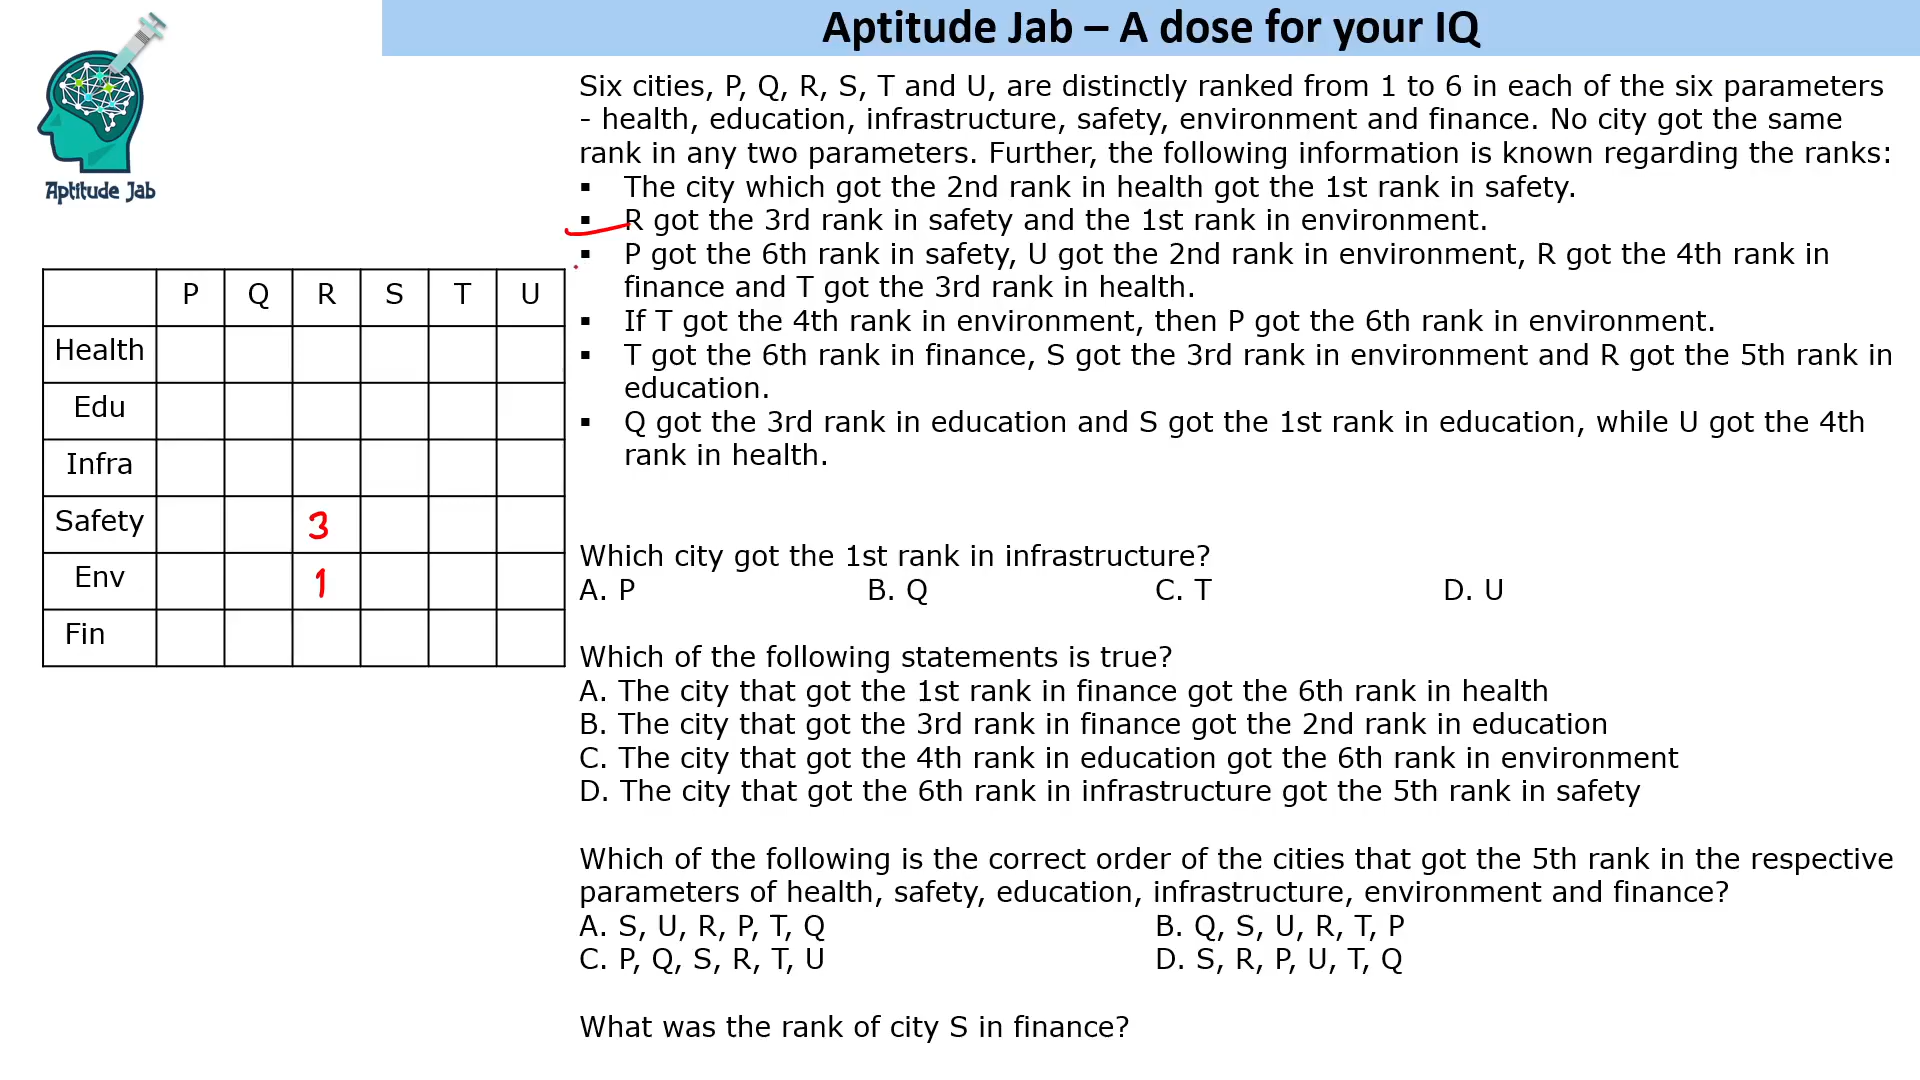 Aptitude Jab – A dose for your IQ
Aptitude Jab
Six cities, P, Q, R, S, T and U, are distinctly ranked from 1 to 6 in each of the six parameters
- health, education, infrastructure, safety, environment and finance. No city got the same
rank in any two parameters. Further, the following information is known regarding the ranks:
▪ The city which got the 2nd rank in health got the 1st rank in safety.
▪ R got the 3rd rank in safety and the 1st rank in environment.
▪ P got the 6th rank in safety, U got the 2nd rank in environment, R got the 4th rank in
finance and T got the 3rd rank in health.
▪ If T got the 4th rank in environment, then P got the 6th rank in environment.
▪ T got the 6th rank in finance, S got the 3rd rank in environment and R got the 5th rank in
education.
▪ Q got the 3rd rank in education and S got the 1st rank in education, while U got the 4th
rank in health.
P Q R S T U
Health
Edu
Infra
Safety 3
Env 1
Fin
Which city got the 1st rank in infrastructure?
A. P B. Q C. T D. U
Which of the following statements is true?
A. The city that got the 1st rank in finance got the 6th rank in health
B. The city that got the 3rd rank in finance got the 2nd rank in education
C. The city that got the 4th rank in education got the 6th rank in environment
D. The city that got the 6th rank in infrastructure got the 5th rank in safety
Which of the following is the correct order of the cities that got the 5th rank in the respective
parameters of health, safety, education, infrastructure, environment and finance?
A. S, U, R, P, T, Q B. Q, S, U, R, T, P
C. P, Q, S, R, T, U D. S, R, P, U, T, Q
What was the rank of city S in finance?